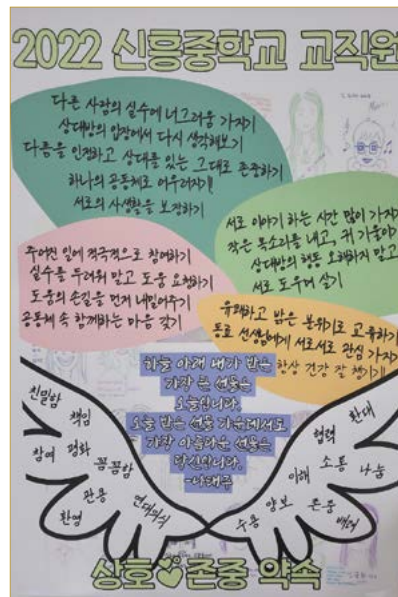 2022 신흥중학교 교직원
다른 사람의 실수에 너그러움 가지기
상대방의 입장에서 다시 생각해보기
다름을 인정하고 상대를 있는 그대로 존중하기
하나의 공동체로 어우러지기!
서로의 사생활을 보장하기
서로 이야기 하는 시간 많이 가지기
작은 목소리를 내고, 귀 기울이기
상대방의 행동 오해하지 말고
서로 도우며 살기
주어진 일에 적극적으로 참여하기
실수를 두려워 말고 도움 요청하기
도움의 손길을 먼저 내밀어주기
공동체 속 함께하는 마음 갖기
유쾌하고 밝은 분위기로 교육하기
동료 선생님에게 서로서로 관심 가지기
항상 건강 잘 챙기기!!
하늘 아래 내가 받은
가장 큰 선물은
오늘입니다.
오늘 받은 선물 가운데서도
가장 아름다운 선물은
당신입니다.
-나태주
친밀함
책임
참여 평화
꼼꼼함
관용
환영
연대의식
환대
협력
소통 나눔
이해
존중
양보 배려
수용
상호 존중 약속